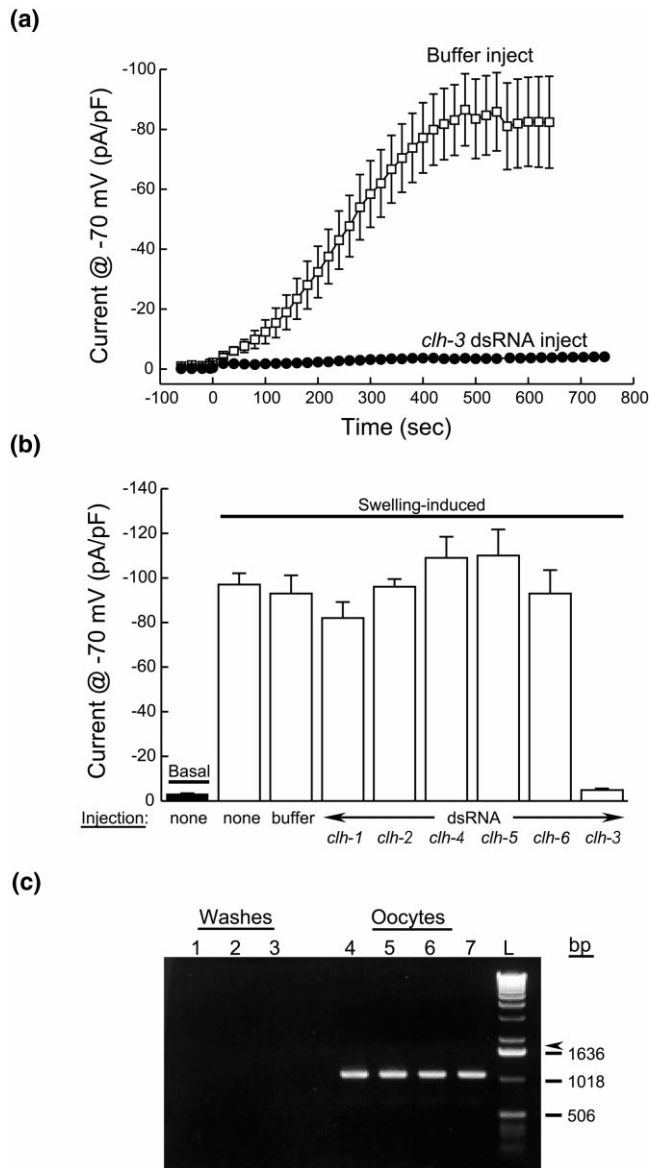 (a)
Buffer inject
clh-3 dsRNA inject
Current @ -70 mV (pA/pF)
-100
-80
-60
-40
-20
0
-100 0 100 200 300 400 500 600 700 800
Time (sec)
(b)
Swelling-induced
Current @ -70 mV (pA/pF)
-140
-120
-100
-80
-60
-40
-20
0
Basal
Injection: none none buffer dsRNA
clh-1 clh-2 clh-4 clh-5 clh-6 clh-3
(c)
Washes Oocytes
1 2 3 4 5 6 7 L bp
1636
1018
506